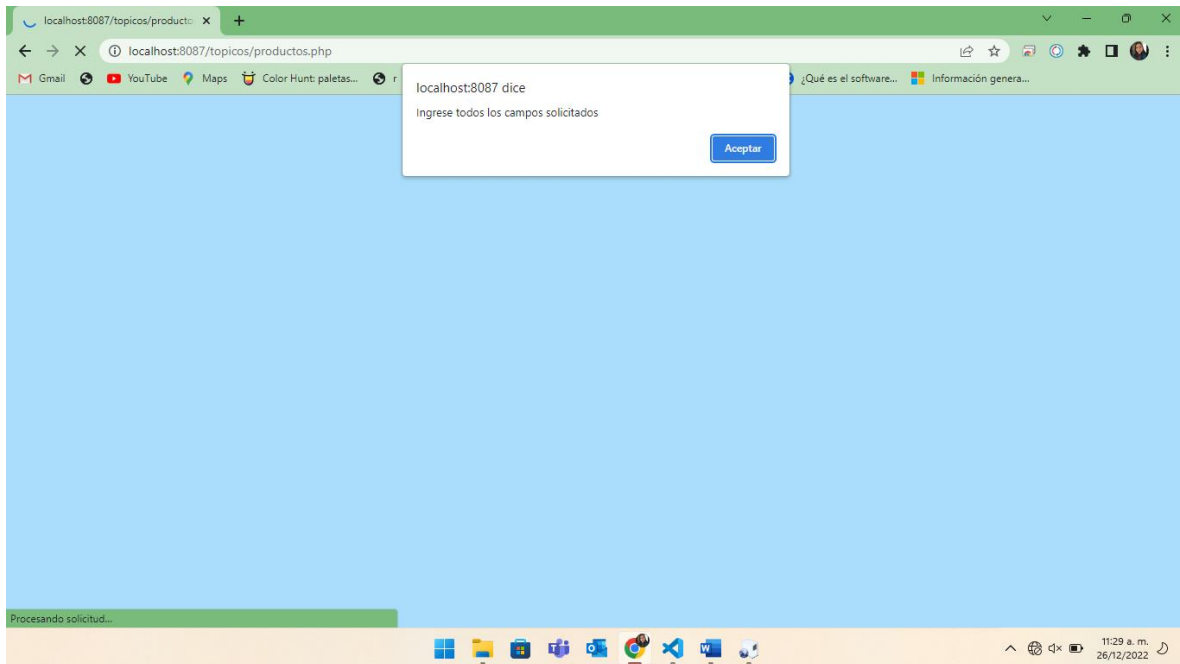 localhost:8087/topicos/producto
localhost:8087/topicos/productos.php
Gmail YouTube Maps Color Hunt: paletas... r ¿Qué es el software... Información genera...
localhost:8087 dice
Ingrese todos los campos solicitados
Aceptar
Procesando solicitud...
11:29 a. m.
26/12/2022